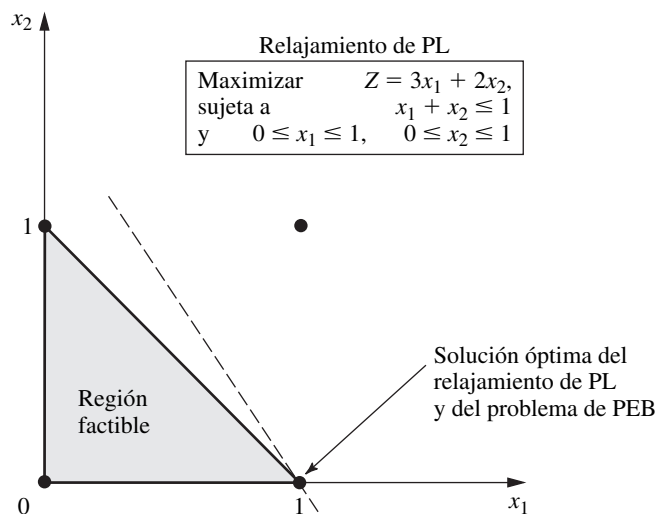 x₂
Relajamiento de PL
Maximizar Z = 3x₁ + 2x₂,
sujeta a x₁ + x₂ ≤ 1
y 0 ≤ x₁ ≤ 1, 0 ≤ x₂ ≤ 1
1
Solución óptima del
relajamiento de PL
y del problema de PEB
Región
factible
0
1
x₁